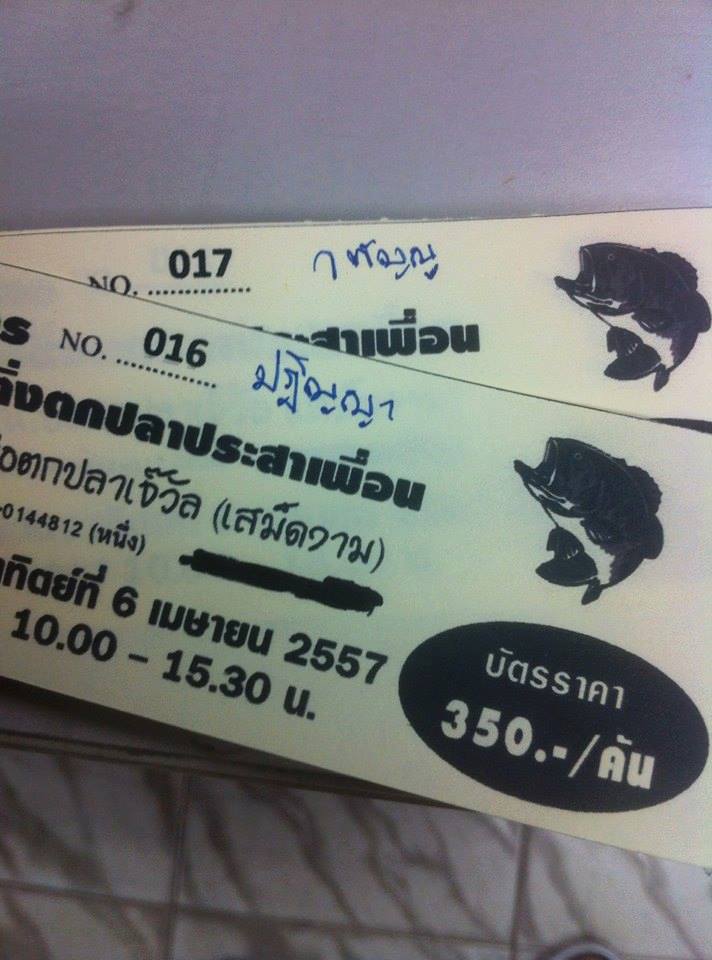 NO. 017
ประสาเพื่อน
NO. 016 ปฏัญญา
ิ่งตกปลาประสาเพื่อน
อตกปลาเจ๊วัล (เสม็ดงาม)
-0144812 (หนึ่ง)
ทิตย์ที่ 6 เมษายน 2557
10.00 - 15.30 น.
บัตรราคา
350.-/คัน